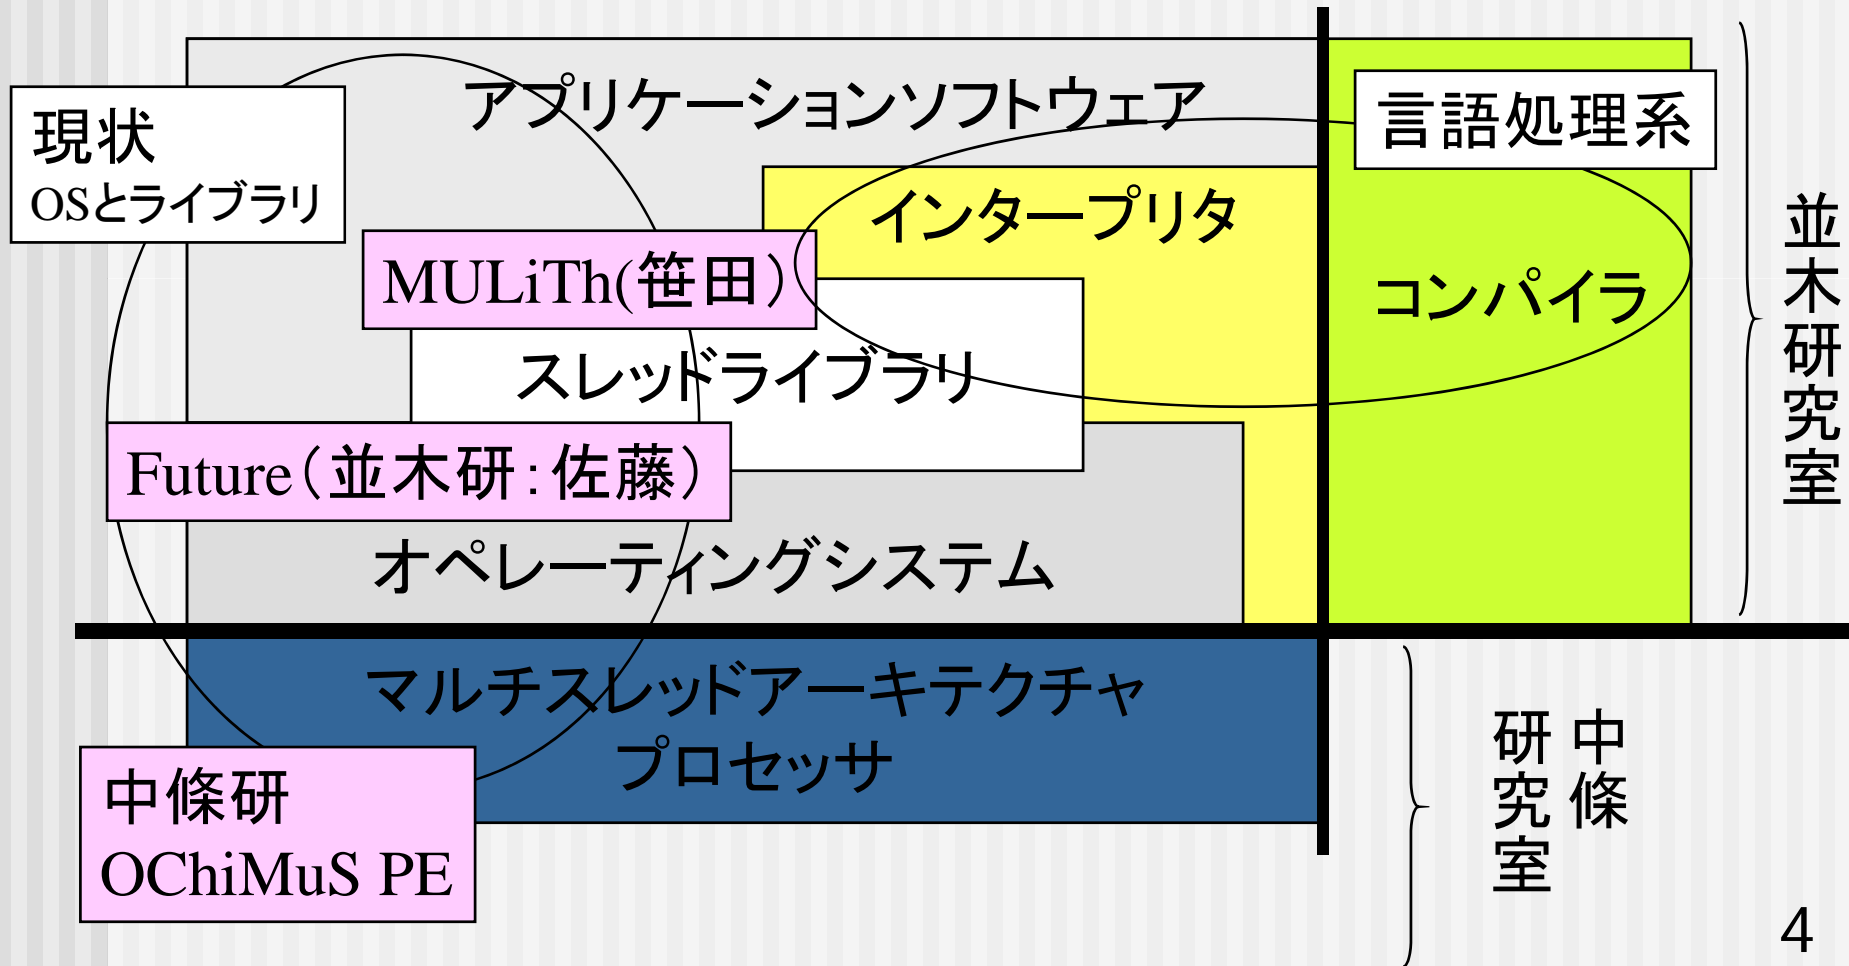 アプリケーションソフトウェア
現状
OSとライブラリ
言語処理系
インタープリタ
MULiTh(笹田)
コンパイラ
スレッドライブラリ
Future(並木研:佐藤)
オペレーティングシステム
並木研究室
マルチスレッドアーキテクチャ
プロセッサ
中條研
OChiMuS PE
中條
研究室
4